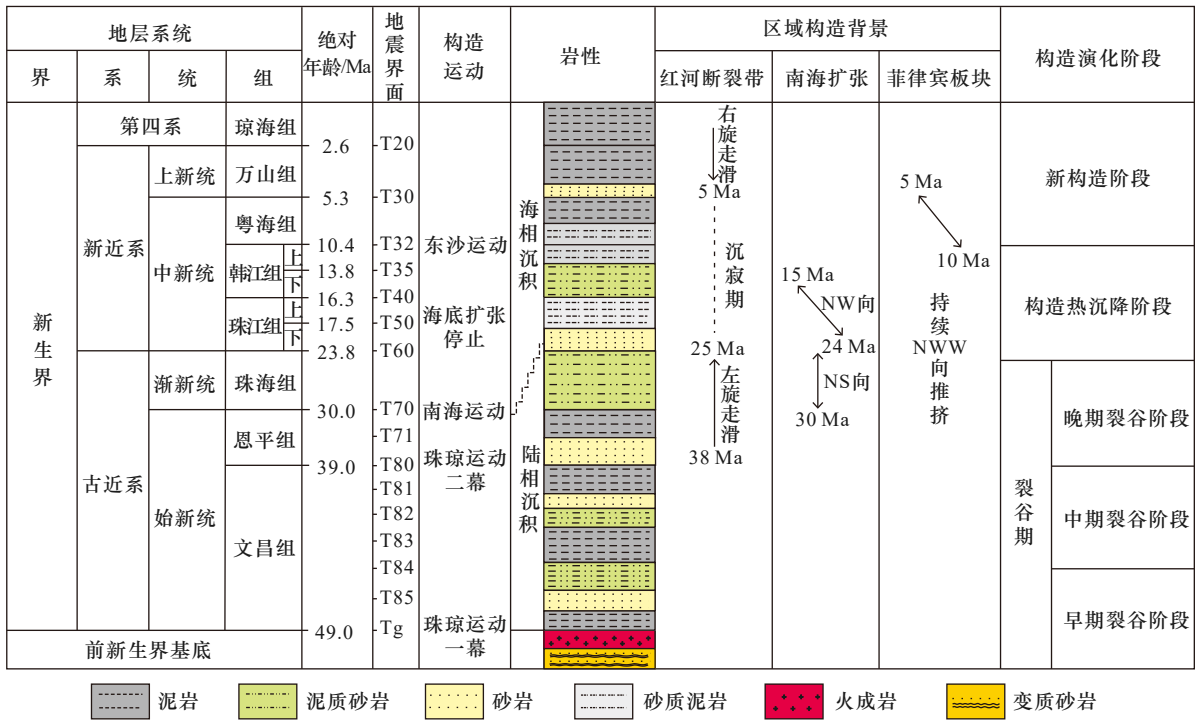 地层系统
界
系
统
组
绝对
年龄/Ma
地震界面
构造
运动
岩性
区域构造背景
红河断裂带
南海扩张
菲律宾板块
构造演化阶段
新生界
第四系
新近系
古近系
上新统
中新统
渐新统
始新统
琼海组
万山组
粤海组
韩江组
上
下
珠江组
上
下
珠海组
恩平组
文昌组
前新生界基底
2.6
5.3
10.4
13.8
16.3
17.5
23.8
30.0
39.0
49.0
T20
T30
T32
T35
T40
T50
T60
T70
T71
T80
T81
T82
T83
T84
T85
Tg
东沙运动
海底扩张
停止
南海运动
珠琼运动
二幕
珠琼运动
一幕
海相沉积
陆相沉积
右旋走滑
5 Ma
沉寂期
25 Ma
左旋走滑
38 Ma
15 Ma
NW向
24 Ma
NS向
30 Ma
5 Ma
10 Ma
持续
NWW
向推挤
新构造阶段
构造热沉降阶段
裂谷期
晚期裂谷阶段
中期裂谷阶段
早期裂谷阶段
泥岩
泥质砂岩
砂岩
砂质泥岩
火成岩
变质砂岩